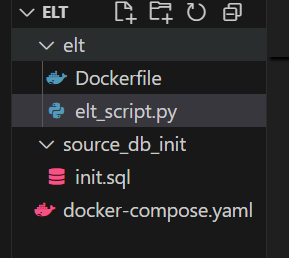 ELT
elt
Dockerfile
elt_script.py
source_db_init
init.sql
docker-compose.yaml